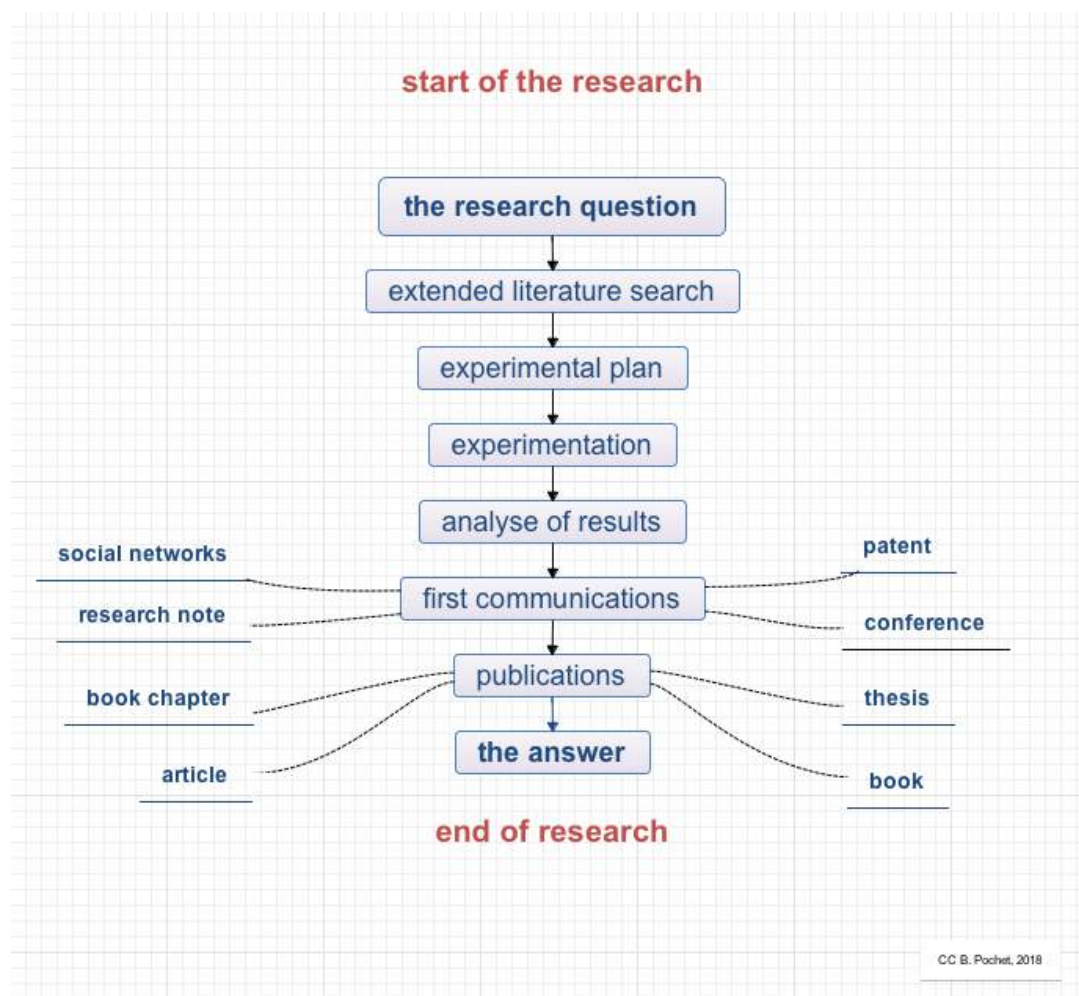 start of the research
the research question
extended literature search
experimental plan
experimentation
analyse of results
social networks
patent
first communications
research note
conference
publications
book chapter
thesis
the answer
article
book
end of research
CC B. Pochet, 2018